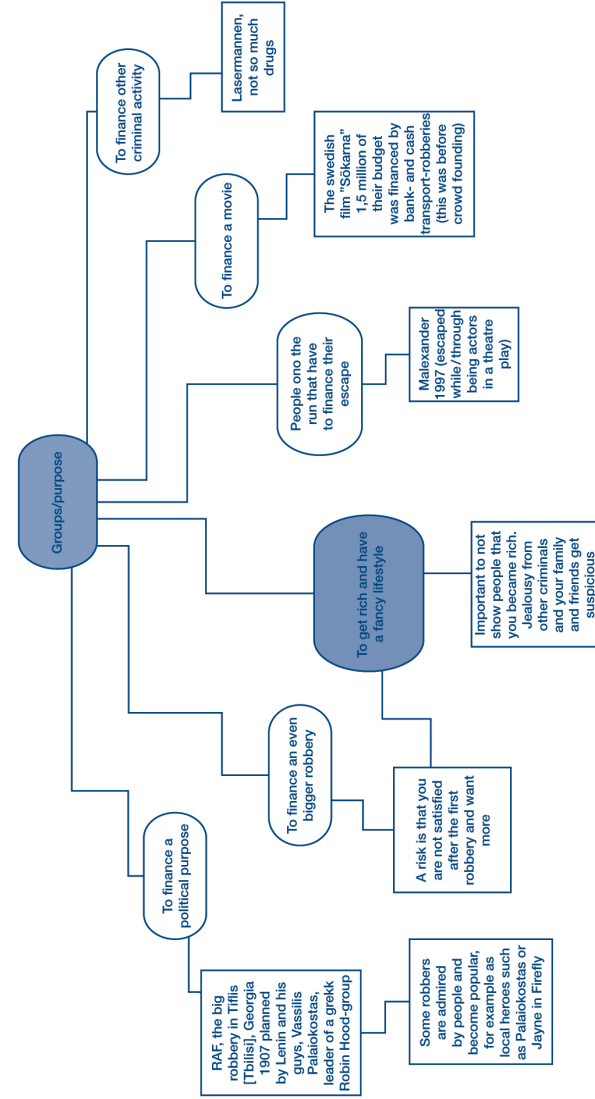 Groups/purpose
To finance a
political purpose
RAF, the big
robbery in Tiflis
[Tbilisi], Georgia
1907 planned
by Lenin and his
guys, Vassilis
Palaiokostas,
leader of a grekk
Robin Hood-group
Some robbers
are admired
by people and
become popular,
for example as
local heroes such
as Palaiokostas or
Jayne in Firefly
To finance an even
bigger robbery
A risk is that you
are not satisfied
after the first
robbery and want
more
To get rich and have
a fancy lifestyle
Important to not
show people that
you became rich.
Jealousy from
other criminals
and your family
and friends get
suspicious
People ono the
run that have
to finance their
escape
Malexander
1997 (escaped
while/through
being actors
in a theatre
play)
To finance a movie
The swedish
film ”Sökarna”
1,5 million of
their budget
was financed by
bank- and cash
transport-robberies
(this was before
crowd founding)
To finance other
criminal activity
Lasermannen,
not so much
drugs